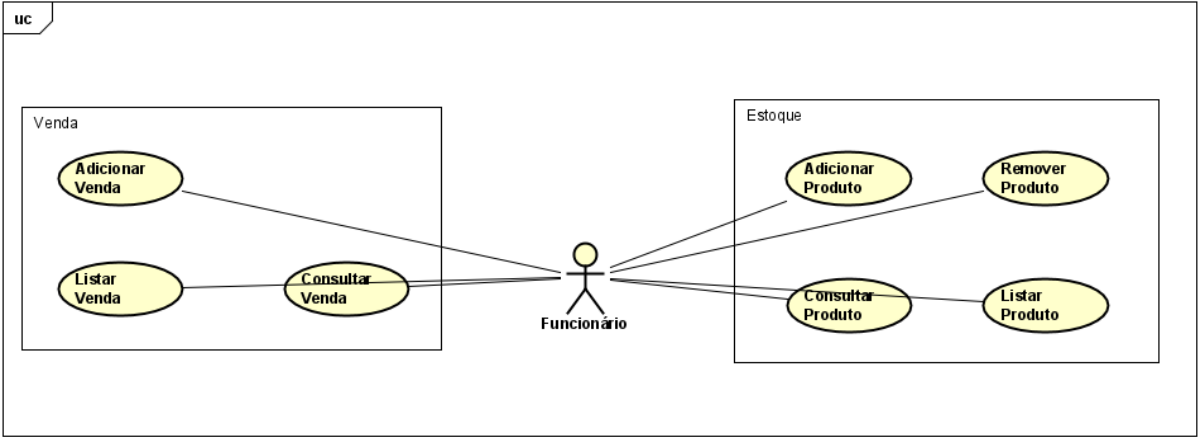 uc
Venda
Adicionar
Venda
Listar
Venda
Consultar
Venda
Funcionário
Estoque
Adicionar
Produto
Remover
Produto
Consultar
Produto
Listar
Produto